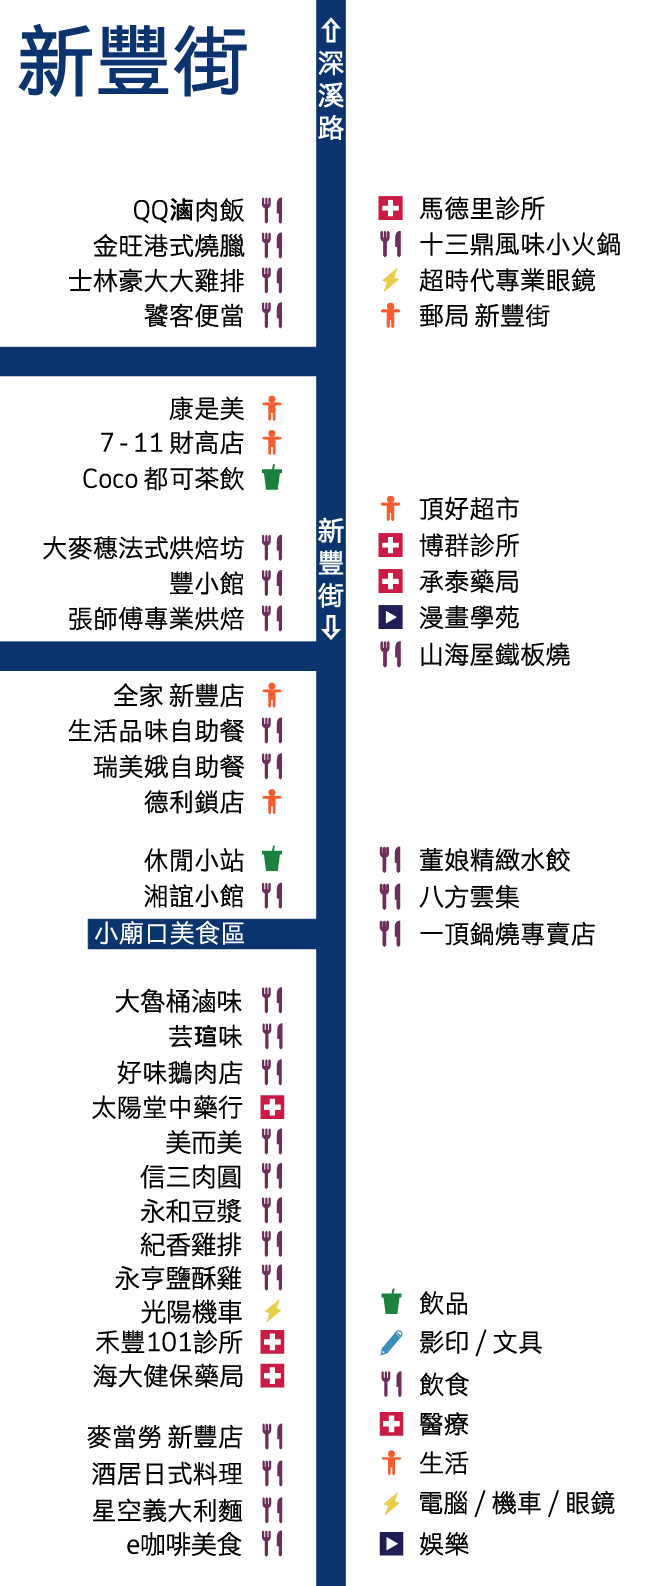 新豐街
⇧深溪路
QQ滷肉飯
金旺港式燒臘
士林豪大大雞排
饕客便當
馬德里診所
十三鼎風味小火鍋
超時代專業眼鏡
郵局 新豐街
康是美
7-11 財高店
Coco 都可茶飲
大麥穗法式烘焙坊
豐小館
張師傅專業烘焙
新豐街⇩
頂好超市
博群診所
承泰藥局
漫畫學苑
山海屋鐵板燒
全家 新豐店
生活品味自助餐
瑞美娥自助餐
德利鎖店
休閒小站
湘誼小館
小廟口美食區
董娘精緻水餃
八方雲集
一頂鍋燒專賣店
大魯桶滷味
芸瑄味
好味鵝肉店
太陽堂中藥行
美而美
信三肉圓
永和豆漿
紀香雞排
永亨鹽酥雞
光陽機車
禾豐101診所
海大健保藥局
麥當勞 新豐店
酒居日式料理
星空義大利麵
e咖啡美食
飲品
影印 / 文具
飲食
醫療
生活
電腦 / 機車 / 眼鏡
娛樂